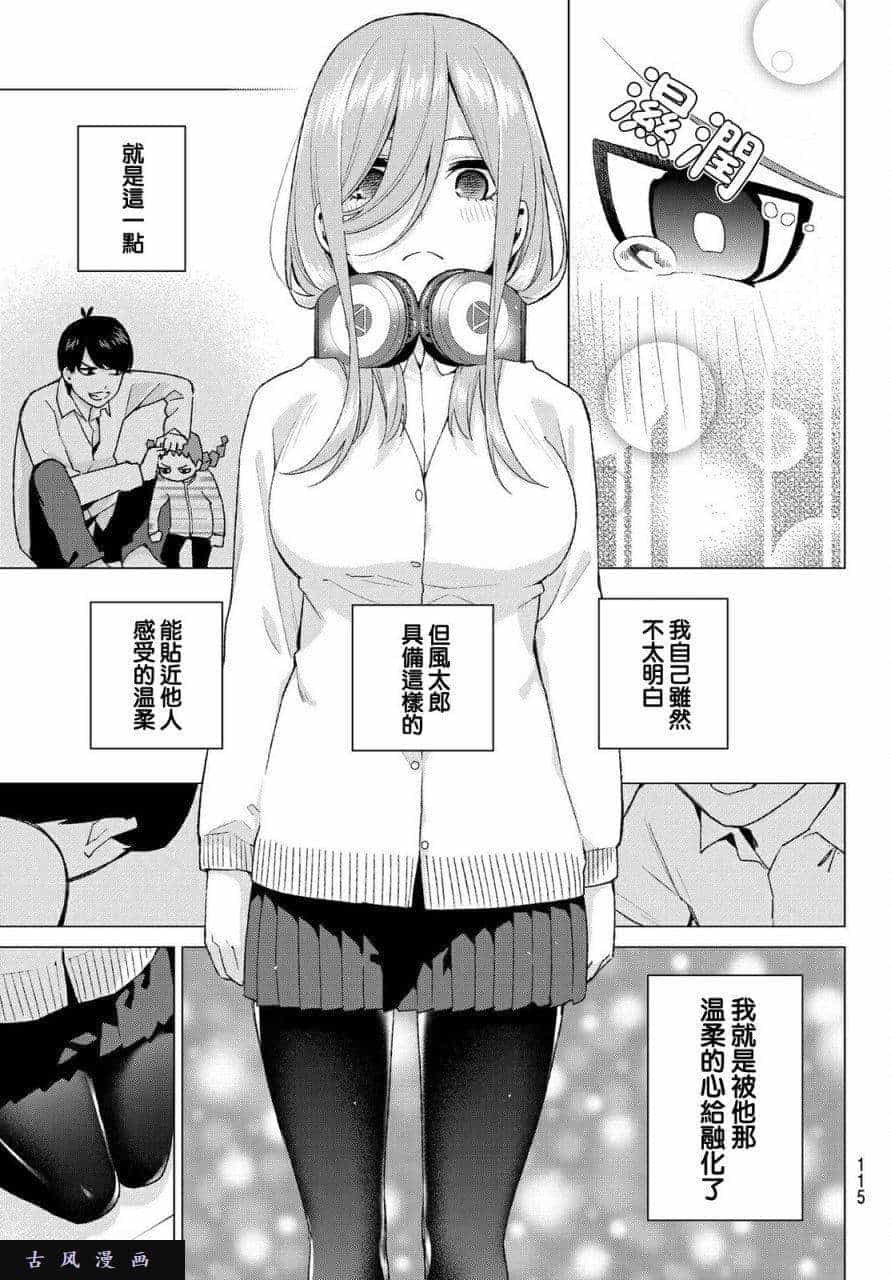 濕潤
就是這一點
我自己雖然
不太明白
但風太郎
具備這樣的
能貼近他人
感受的溫柔
我就是被他那
溫柔的心給融化了
115
古风漫画